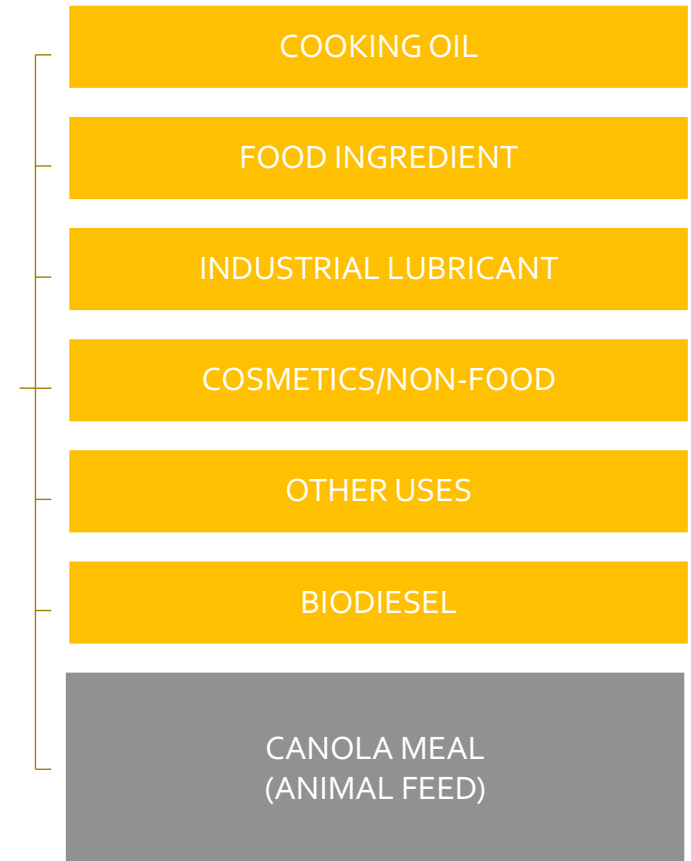 COOKING OIL
FOOD INGREDIENT
INDUSTRIAL LUBRICANT
COSMETICS/NON-FOOD
OTHER USES
BIODIESEL
CANOLA MEAL
(ANIMAL FEED)